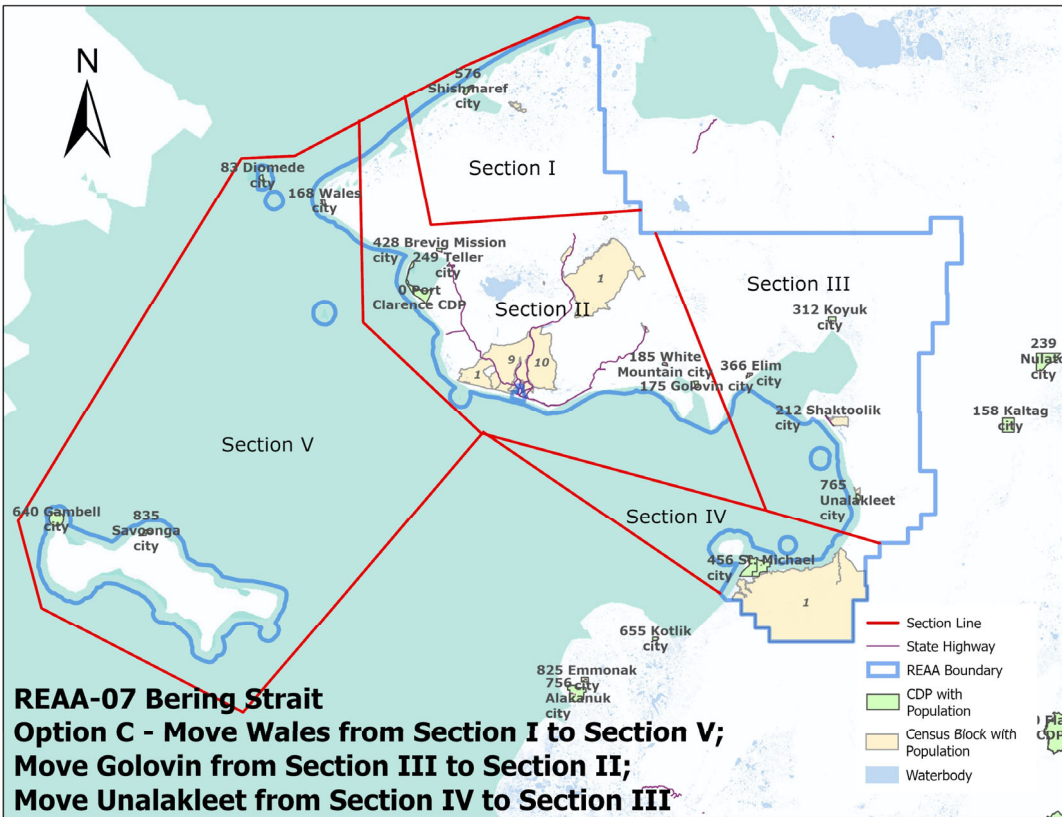 N
576
Shishmaref
city
Section I
83 Diomede
city
168 Wales
city
428 Brevig Mission
city
249 Teller
city
0 Port
Clarence CDP
1
Section II
Section III
312 Koyuk
city
9
10
1
185 White
Mountain city
366 Elim
city
175 Golovin city
239
city
158 Kaltag
city
212 Shaktoolik
city
Section V
765
Unalakleet
city
640 Gambell
city
835
Savoonga
city
Section IV
456 St. Michael
city
1
655 Kotlik
city
825 Emmonak
city
756
Alakanuk
city
Section Line
State Highway
REAA Boundary
CDP with
Population
Census Block with
Population
Waterbody
REAA-07 Bering Strait
Option C - Move Wales from Section I to Section V;
Move Golovin from Section III to Section II;
Move Unalakleet from Section IV to Section III